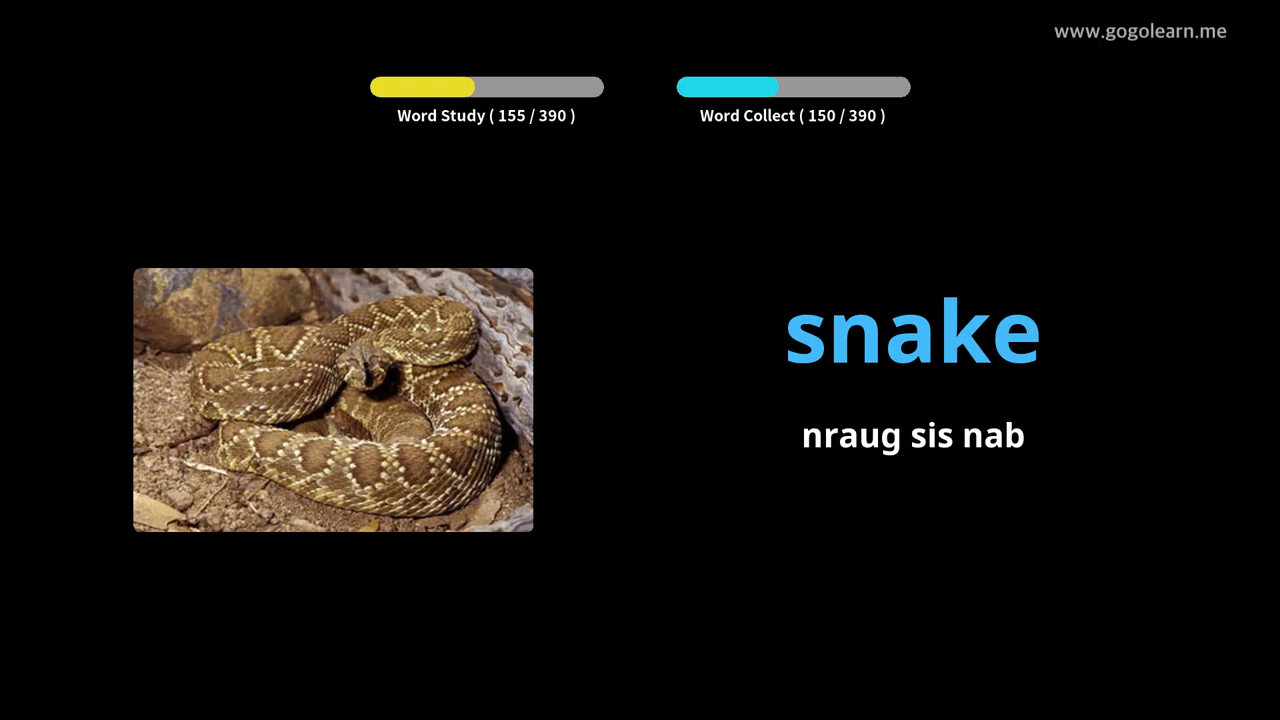 www.gogolearn.me
Word Study ( 155 / 390 )
Word Collect ( 150 / 390 )
snake
nraug sis nab